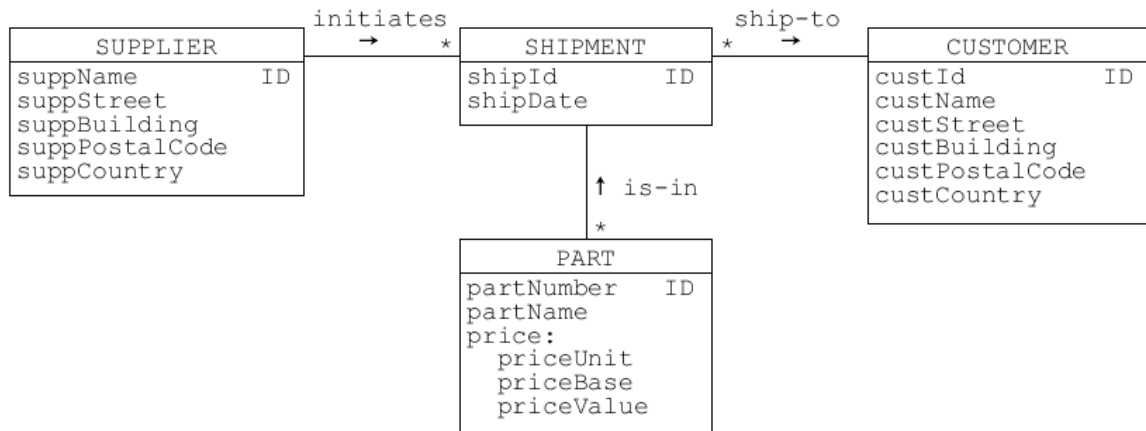 initiates
→ *
ship-to
* →
SUPPLIER
suppName ID
suppStreet
suppBuilding
suppPostalCode
suppCountry
SHIPMENT
shipId ID
shipDate
CUSTOMER
custId ID
custName
custStreet
custBuilding
custPostalCode
custCountry
↑ is-in
*
PART
partNumber ID
partName
price:
priceUnit
priceBase
priceValue